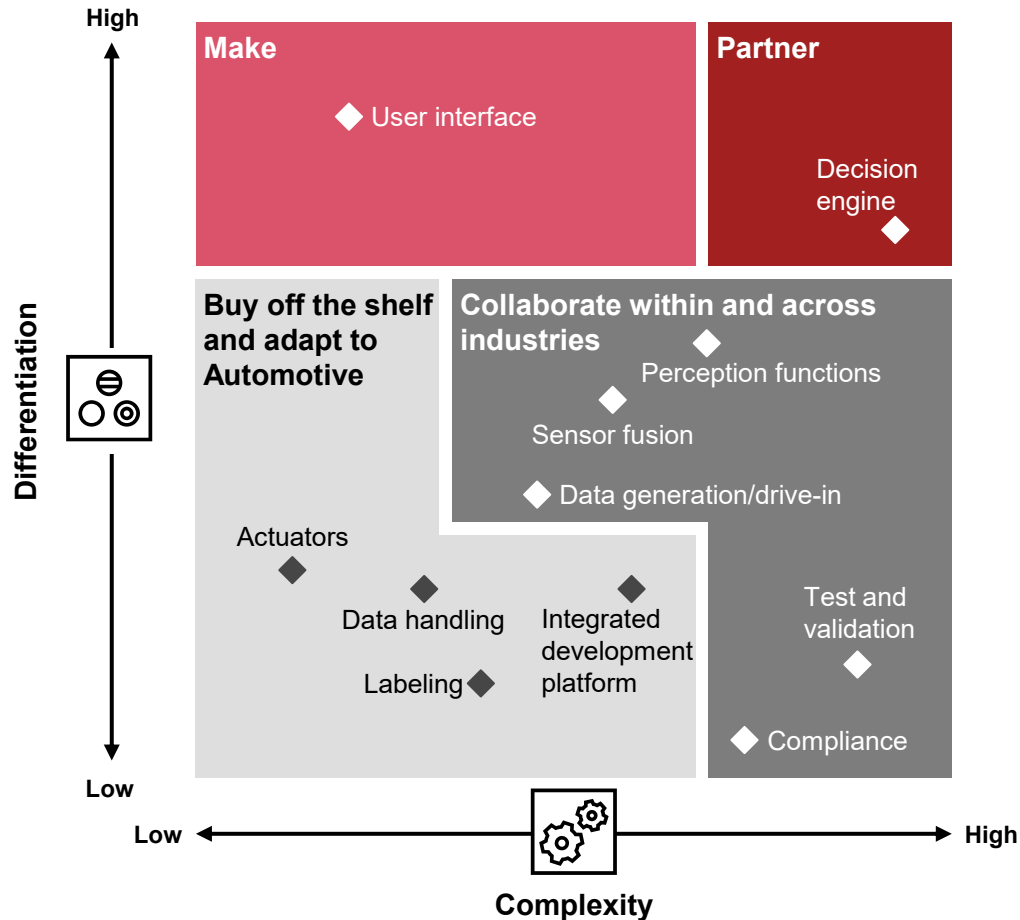 High
Make
Partner
User interface
Decision
engine
Buy off the shelf
and adapt to
Automotive
Collaborate within and across
industries
Perception functions
Sensor fusion
Data generation/drive-in
Differentiation
Actuators
Data handling
Integrated
development
platform
Labeling
Test and
validation
Compliance
Low
Low
High
Complexity